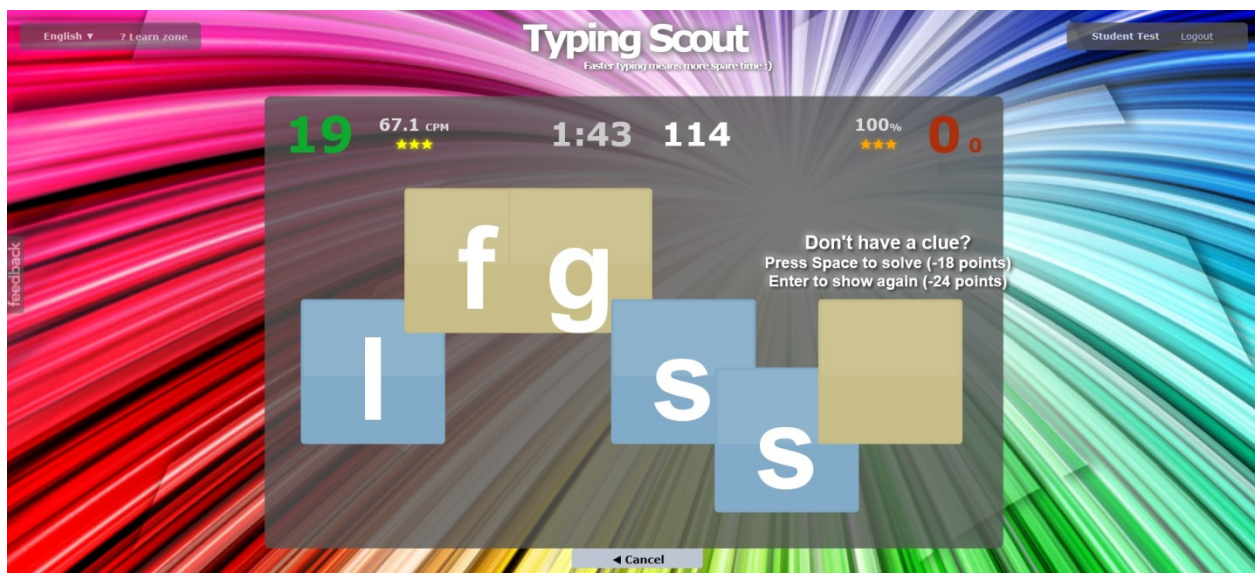 English ▼ ? Learn zone
Typing Scout
Faster typing means more spare time :)
Student Test Logout
19 67.1 CPM 1:43 114 100% 0 0
feedback
Don't have a clue?
Press Space to solve (-18 points)
Enter to show again (-24 points)
f g
l s
s
◄ Cancel